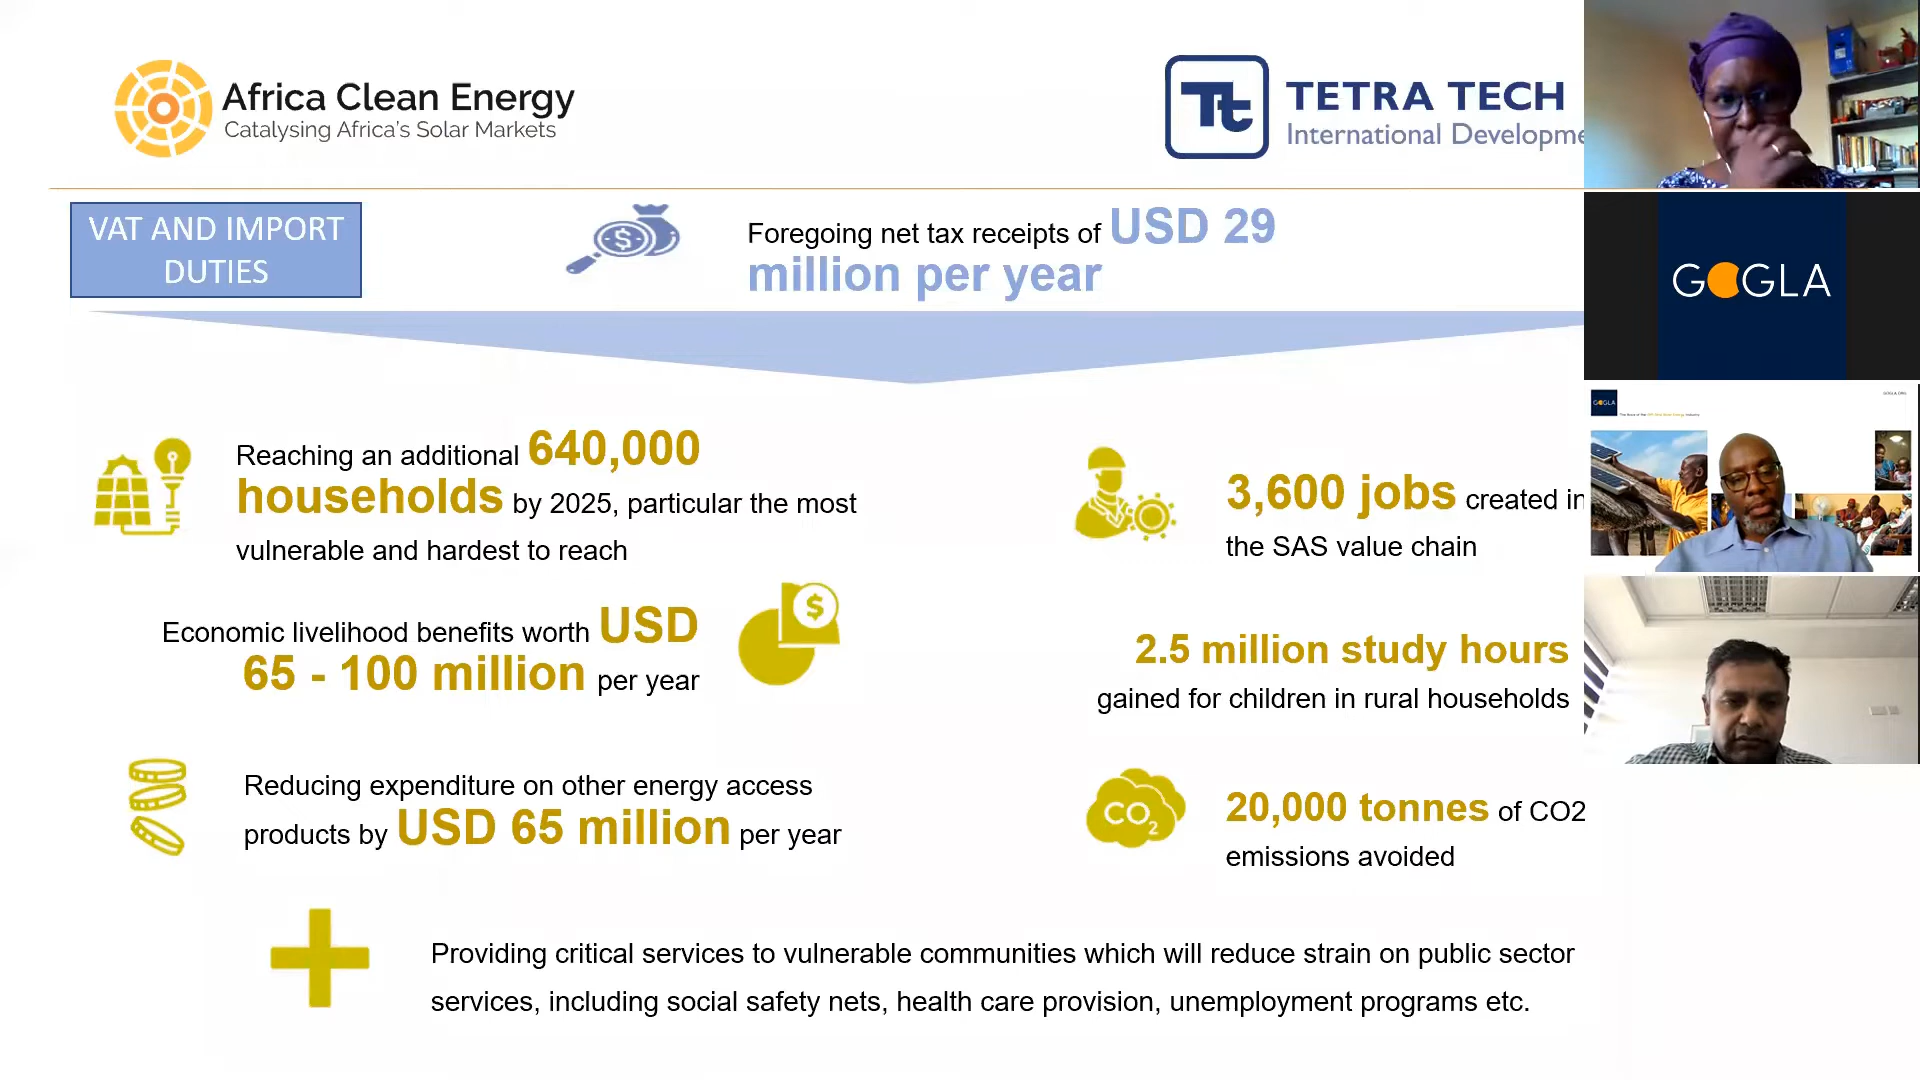 Africa Clean Energy
Catalysing Africa's Solar Markets
Tt
TETRA TECH
International Developme
VAT AND IMPORT
DUTIES
$
Foregoing net tax receipts of USD 29
million per year
Reaching an additional 640,000
households by 2025, particular the most
vulnerable and hardest to reach
3,600 jobs created in
the SAS value chain
Economic livelihood benefits worth USD
65 - 100 million per year
$
2.5 million study hours
gained for children in rural households
Reducing expenditure on other energy access
products by USD 65 million per year
CO2
20,000 tonnes of CO2
emissions avoided
Providing critical services to vulnerable communities which will reduce strain on public sector
services, including social safety nets, health care provision, unemployment programs etc.
GOGLA
GOGLA